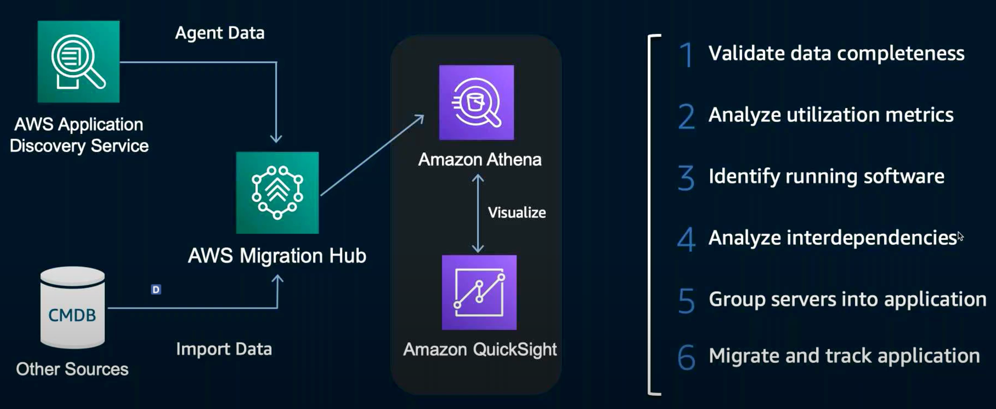 Agent Data
AWS Application
Discovery Service
AWS Migration Hub
CMDB
Other Sources
D
Import Data
Amazon Athena
Visualize
Amazon QuickSight
1 Validate data completeness
2 Analyze utilization metrics
3 Identify running software
4 Analyze interdependencies
5 Group servers into application
6 Migrate and track application